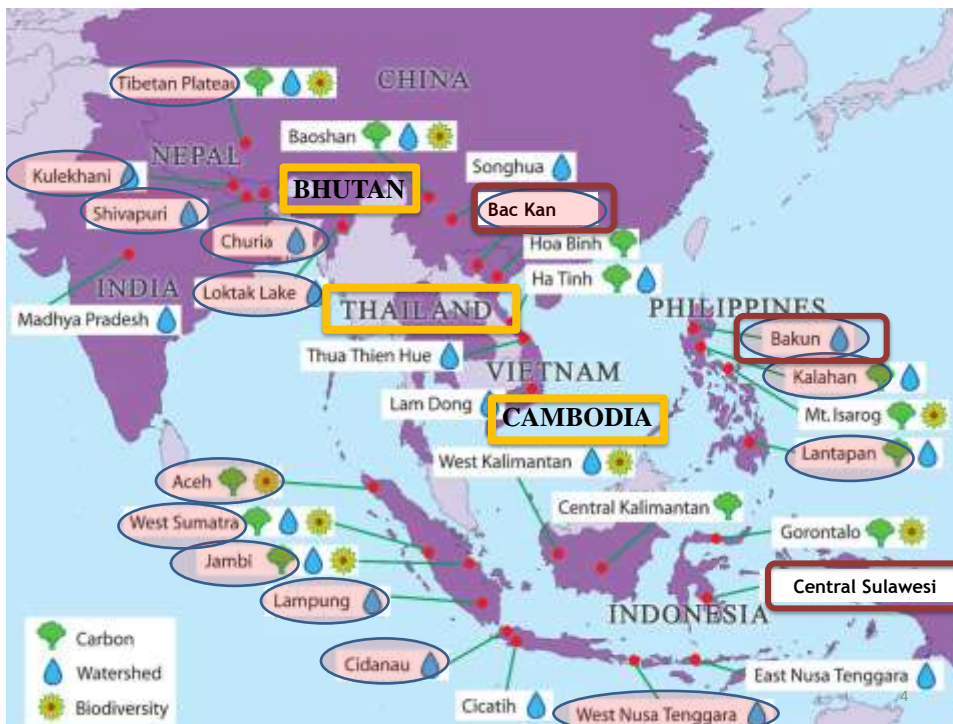 CHINA
Tibetan Plateau
Baoshan
NEPAL
Songhua
Kulekhani
BHUTAN
Bac Kan
Shivapuri
Churia
Hoa Binh
INDIA
Loktak Lake
Ha Tinh
Madhya Pradesh
THAILAND
PHILIPPINES
Bakun
Thua Thien Hue
VIETNAM
Kalahan
Lam Dong
CAMBODIA
Mt. Isarog
West Kalimantan
Lantapan
Aceh
Central Kalimantan
West Sumatra
Gorontalo
Jambi
Central Sulawesi
Lampung
INDONESIA
Carbon
Cidanau
Watershed
East Nusa Tenggara
4
Cicatih
West Nusa Tenggara
Biodiversity